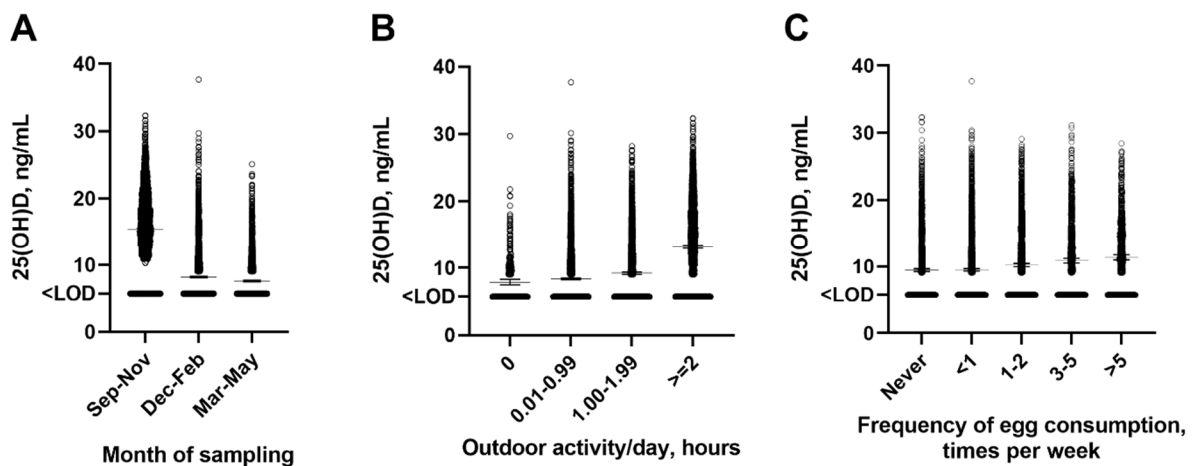 A
25(OH)D, ng/mL
40
30
20
10
<LOD
0
Sep-Nov
Dec-Feb
Mar-May
Month of sampling
B
25(OH)D, ng/mL
40
30
20
10
<LOD
0
0
0.01-0.99
1.00-1.99
>=2
Outdoor activity/day, hours
C
25(OH)D, ng/mL
40
30
20
10
<LOD
0
Never
<1
1-2
3-5
>5
Frequency of egg consumption,
times per week